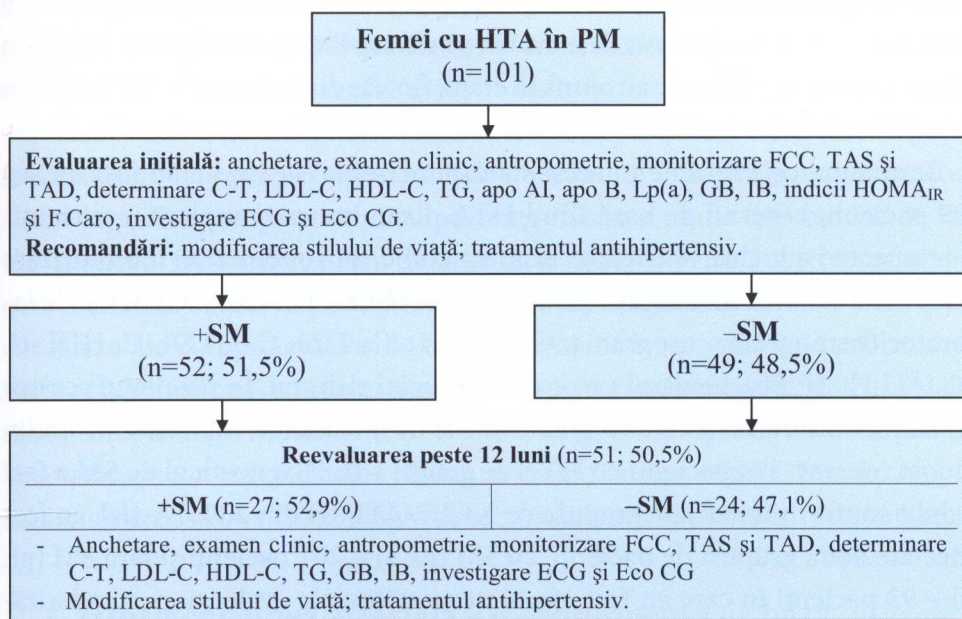 Femei cu HTA în PM
(n=101)
Evaluarea inițială: anchetare, examen clinic, antropometrie, monitorizare FCC, TAS și
TAD, determinare C-T, LDL-C, HDL-C, TG, apo AI, apo B, Lp(a), GB, IB, indicii HOMAIR
și F.Caro, investigare ECG și Eco CG.
Recomandări: modificarea stilului de viață; tratamentul antihipertensiv.
+SM
(n=52; 51,5%)
–SM
(n=49; 48,5%)
Reevaluarea peste 12 luni (n=51; 50,5%)
+SM (n=27; 52,9%)
–SM (n=24; 47,1%)
- Anchetare, examen clinic, antropometrie, monitorizare FCC, TAS și TAD, determinare
C-T, LDL-C, HDL-C, TG, GB, IB, investigare ECG și Eco CG
- Modificarea stilului de viață; tratamentul antihipertensiv.